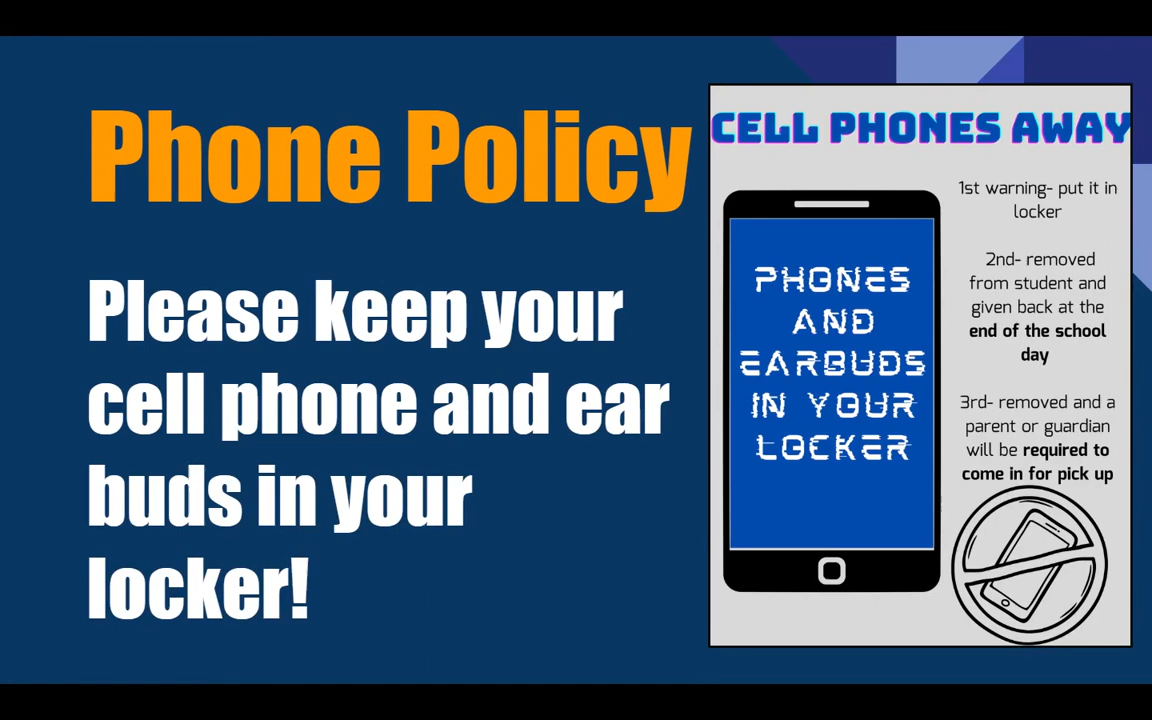 Phone Policy
Please keep your
cell phone and ear
buds in your
locker!
CELL PHONES AWAY
PHONES
AND
EARBUDS
IN YOUR
LOCKER
1st warning- put it in
locker
2nd- removed
from student and
given back at the
end of the school
day
3rd- removed and a
parent or guardian
will be required to
come in for pick up